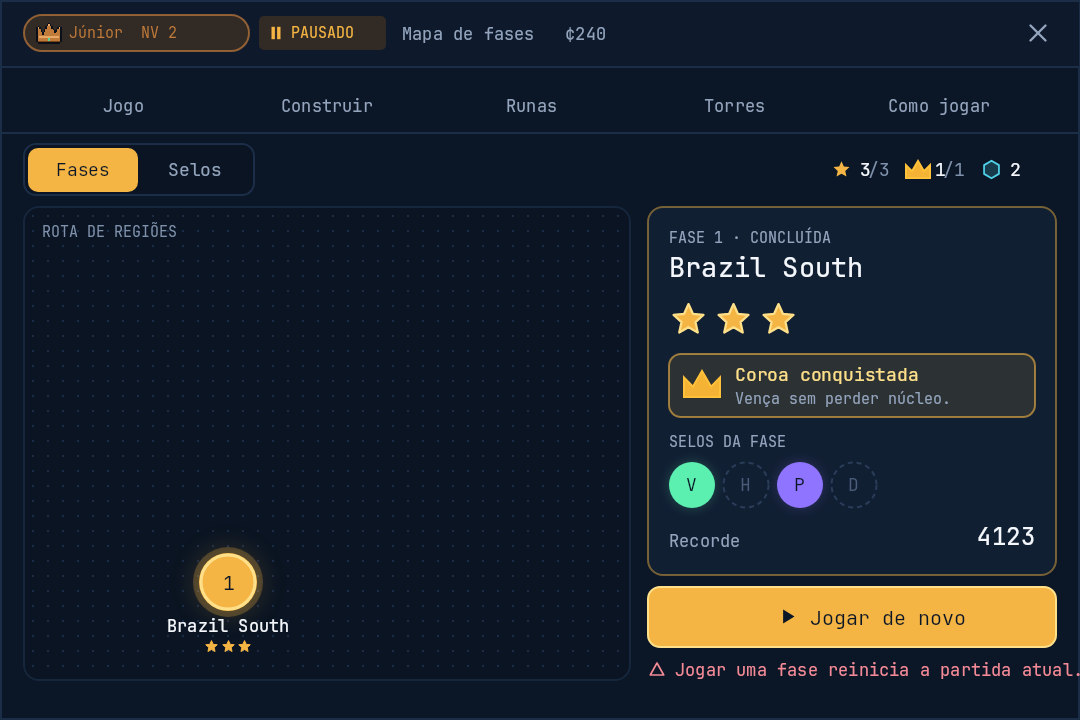 Júnior NV 2 PAUSADO Mapa de fases ₵240
Jogo Construir Runas Torres Como jogar
Fases Selos 3/3 1/1 2
ROTA DE REGIÕES
1
Brazil South
FASE 1 · CONCLUÍDA
Brazil South
Coroa conquistada
Vença sem perder núcleo.
SELOS DA FASE
V H P D
Recorde 4123
Jogar de novo
Jogar uma fase reinicia a partida atual.